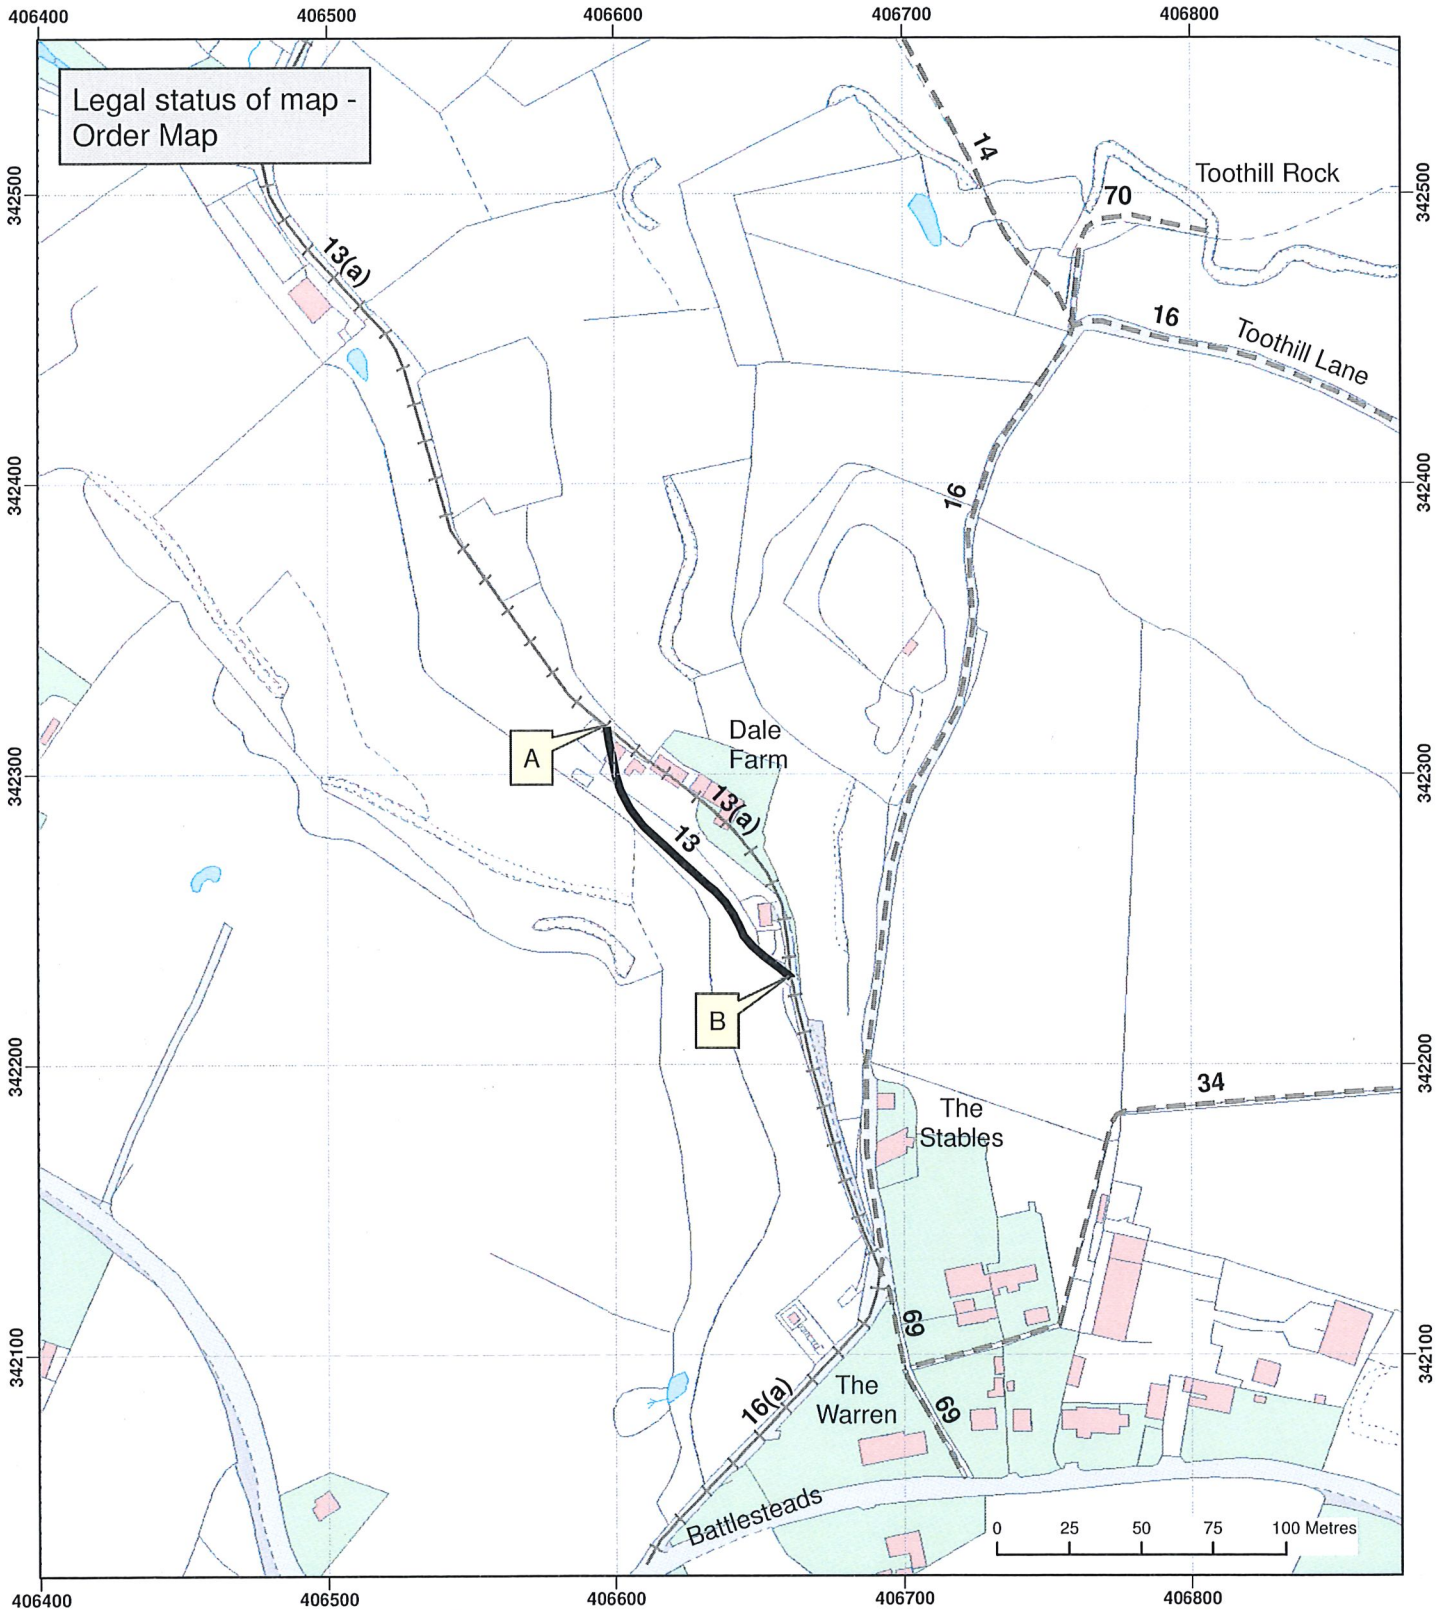 406400
406500
406600
406700
406800
Legal status of map -
Order Map
342500
342500
14
70
Toothill Rock
13(a)
16
Toothill Lane
342400
16
342400
Dale
Farm
A
342300
342300
13(a)
13
B
342200
342200
34
The
Stables
69
342100
342100
The
Warren
16(a)
69
Battlesteads
0 25 50 75 100 Metres
406400
406500
406600
406700
406800